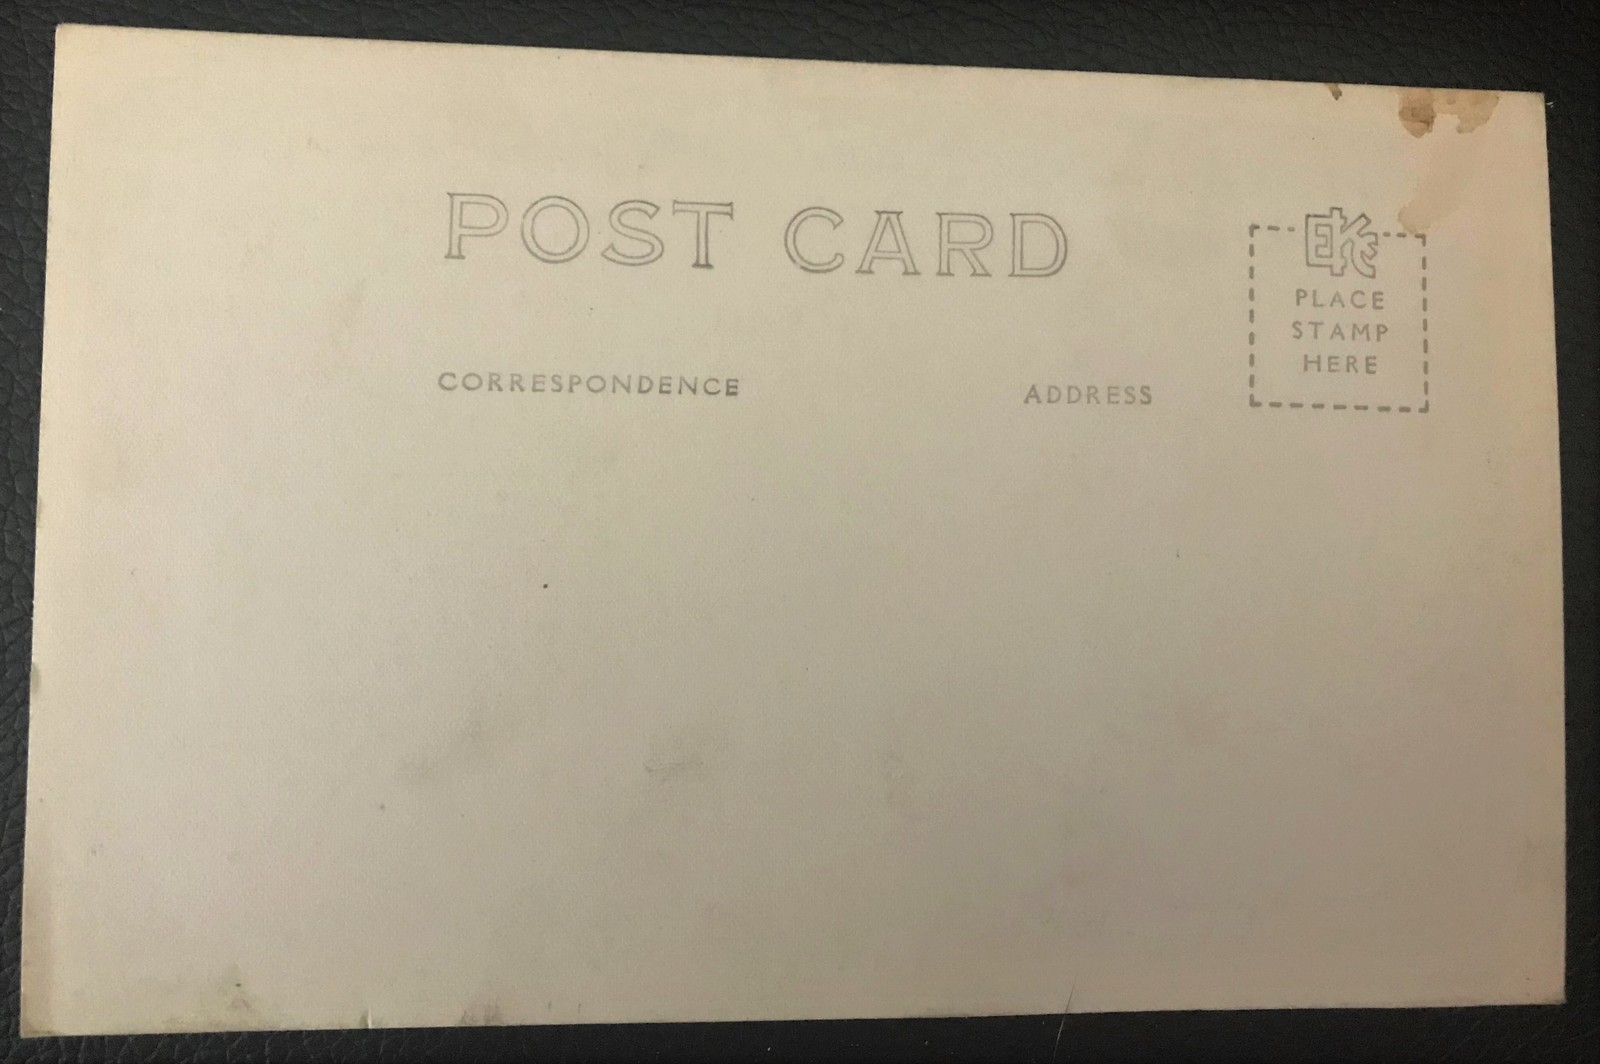 POST CARD
EKC
PLACE
STAMP
HERE
CORRESPONDENCE
ADDRESS